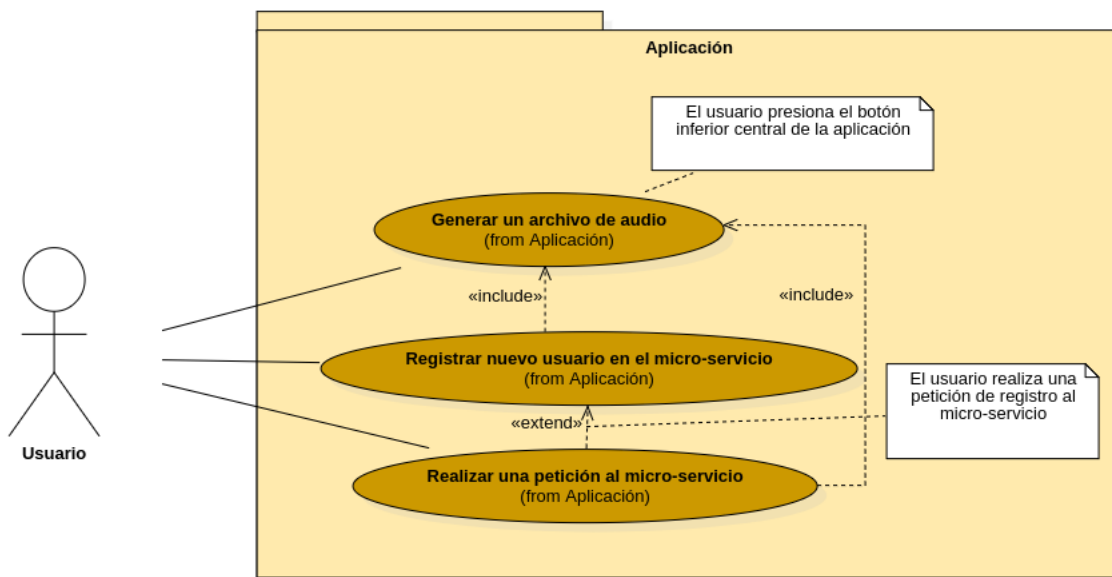 Aplicación
El usuario presiona el botón
inferior central de la aplicación
Generar un archivo de audio
(from Aplicación)
«include»
«include»
Registrar nuevo usuario en el micro-servicio
(from Aplicación)
El usuario realiza una
petición de registro al
micro-servicio
«extend»
Usuario
Realizar una petición al micro-servicio
(from Aplicación)